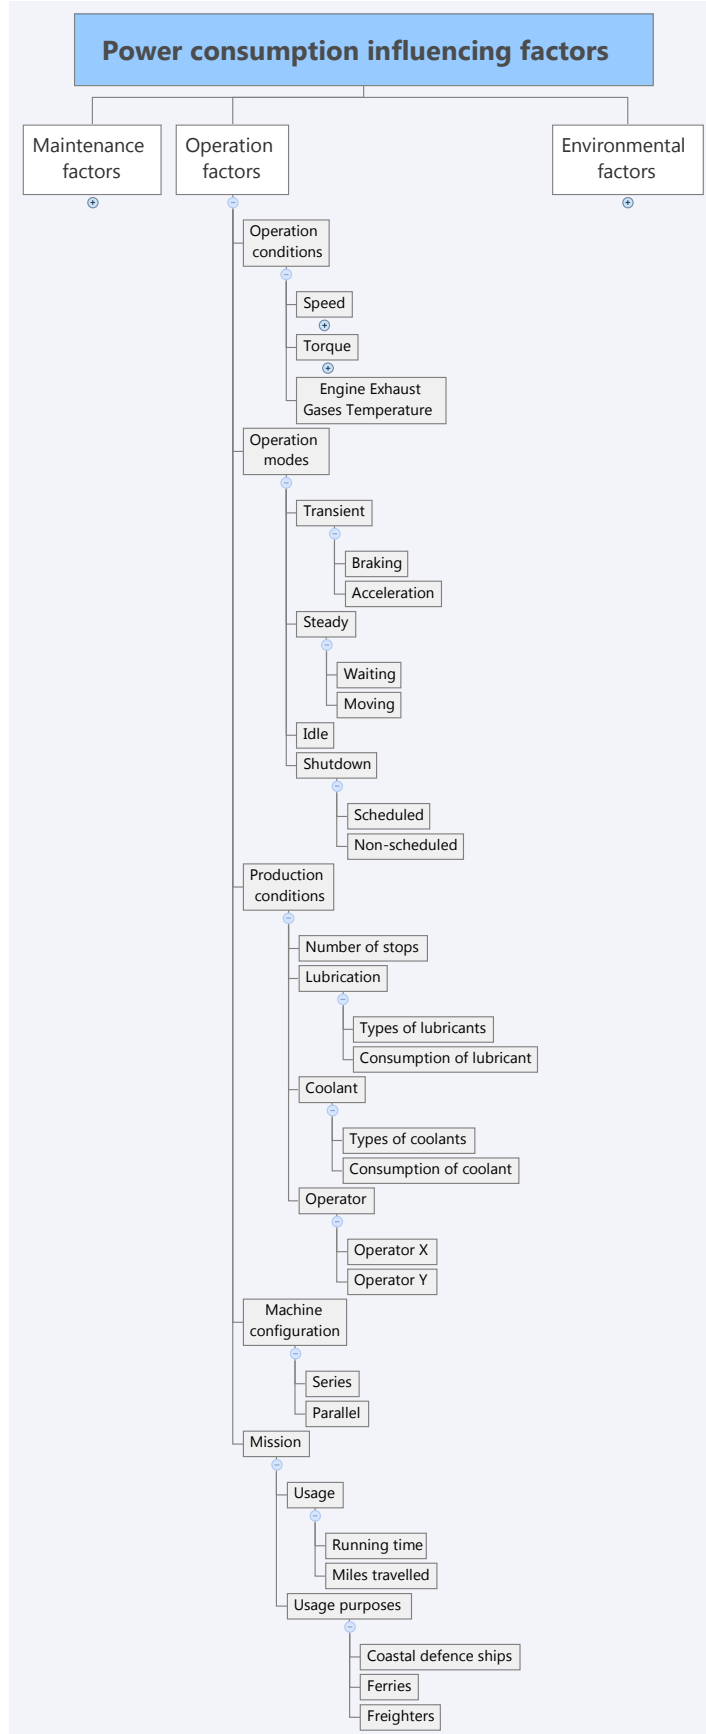 Power consumption influencing factors
Maintenance
factors
Operation
factors
Environmental
factors
Operation
conditions
Speed
Torque
Engine Exhaust
Gases Temperature
Operation
modes
Transient
Braking
Acceleration
Steady
Waiting
Moving
Idle
Shutdown
Scheduled
Non-scheduled
Production
conditions
Number of stops
Lubrication
Types of lubricants
Consumption of lubricant
Coolant
Types of coolants
Consumption of coolant
Operator
Operator X
Operator Y
Machine
configuration
Series
Parallel
Mission
Usage
Running time
Miles travelled
Usage purposes
Coastal defence ships
Ferries
Freighters